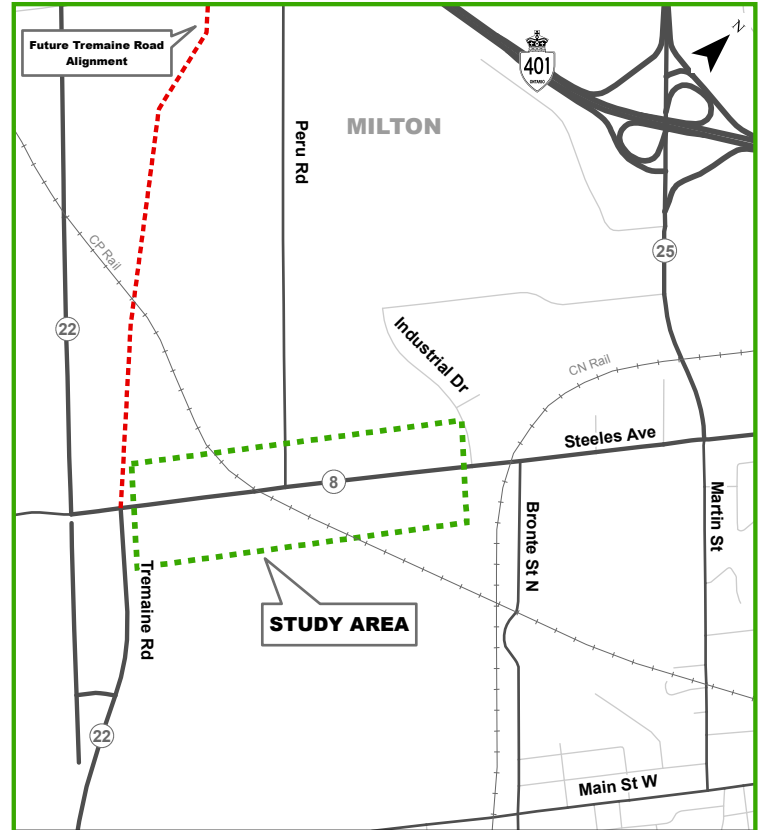 Future Tremaine Road
Alignment
N
401
ONTARIO
MILTON
Peru Rd
CP Rail
25
22
Industrial Dr
CN Rail
Steeles Ave
8
Bronte St N
Martin St
Tremaine Rd
STUDY AREA
22
Main St W